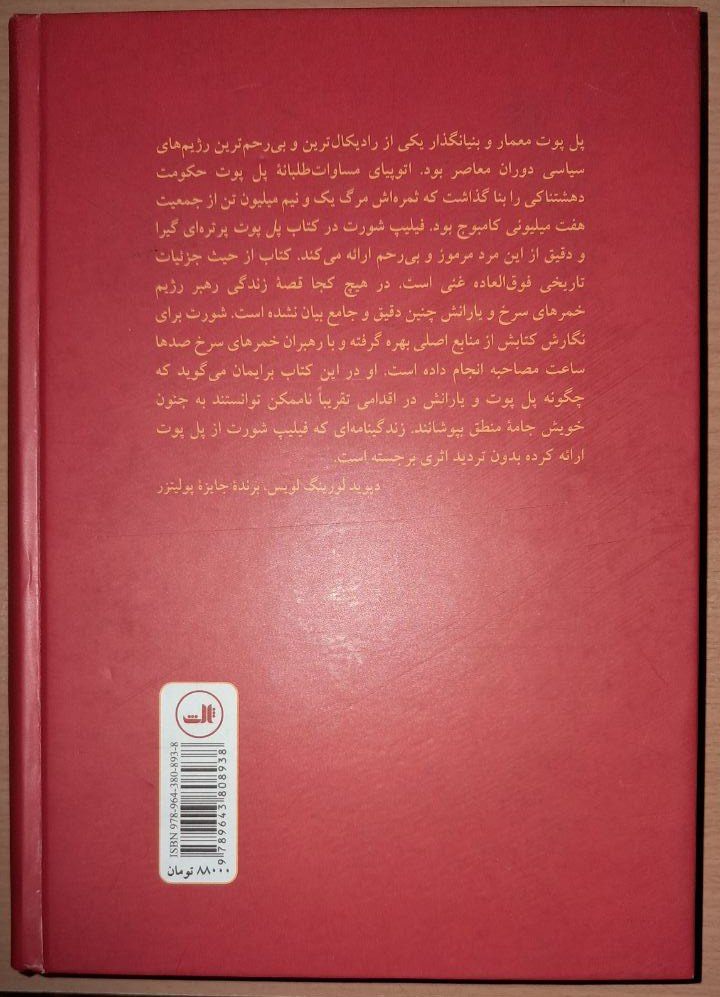 پل پوت معمار و بنیانگذار یکی از رادیکال‌ترین و بی‌رحم‌ترین رژیم‌های
سیاسی دوران معاصر بود. اتوپیای مساوات‌طلبانهٔ پل پوت حکومت
دهشتناکی را بنا گذاشت که ثمره‌اش مرگ یک و نیم میلیون تن از جمعیت
هفت میلیونی کامبوج بود. فیلیپ شورت در کتاب پل پوت پرتره‌ای گیرا
و دقیق از این مرد مرموز و بی‌رحم ارائه می‌کند. کتاب از حیث جزئیات
تاریخی فوق‌العاده غنی است. در هیچ کجا قصهٔ زندگی رهبر رژیم
خمرهای سرخ و یارانش چنین دقیق و جامع بیان نشده است. شورت برای
نگارش کتابش از منابع اصلی بهره گرفته و با رهبران خمرهای سرخ صدها
ساعت مصاحبه انجام داده است. او در این کتاب برایمان می‌گوید که
چگونه پل پوت و یارانش در اقدامی تقریباً ناممکن توانستند به جنون
خویش جامهٔ منطق بپوشانند. زندگینامه‌ای که فیلیپ شورت از پل پوت
ارائه کرده بدون تردید اثری برجسته است.
دیوید لورینگ لویس، برندهٔ جایزهٔ پولیتزر
ثالث
ISBN 978-964-380-893-8
9789643808938
۸۸۰۰۰ تومان